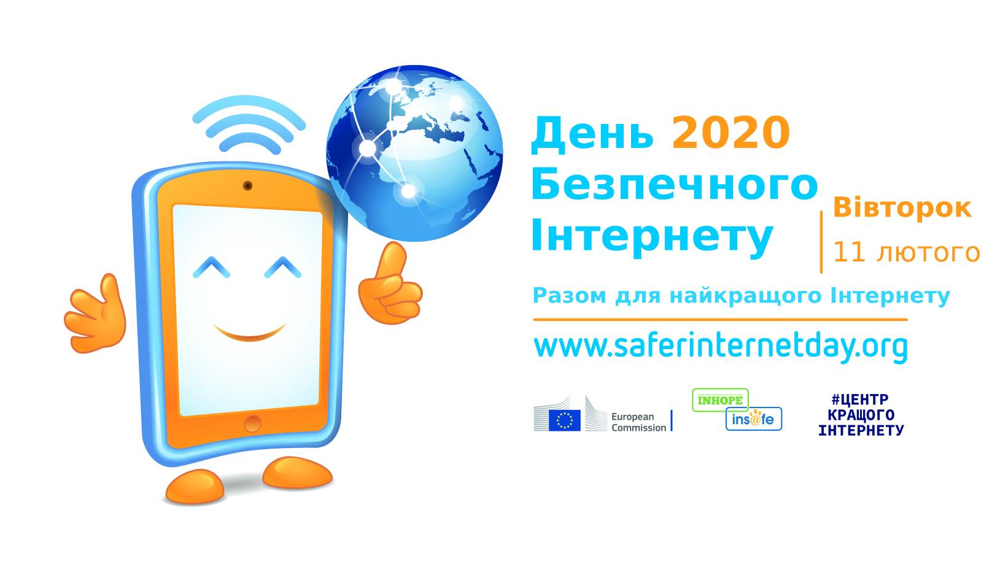 День 2020
Безпечного
Інтернету
Вівторок
11 лютого
Разом для найкращого Інтернету
www.saferinternetday.org
European
Commission
INHOPE
ins@fe
#ЦЕНТР
КРАЩОГО
ІНТЕРНЕТУ